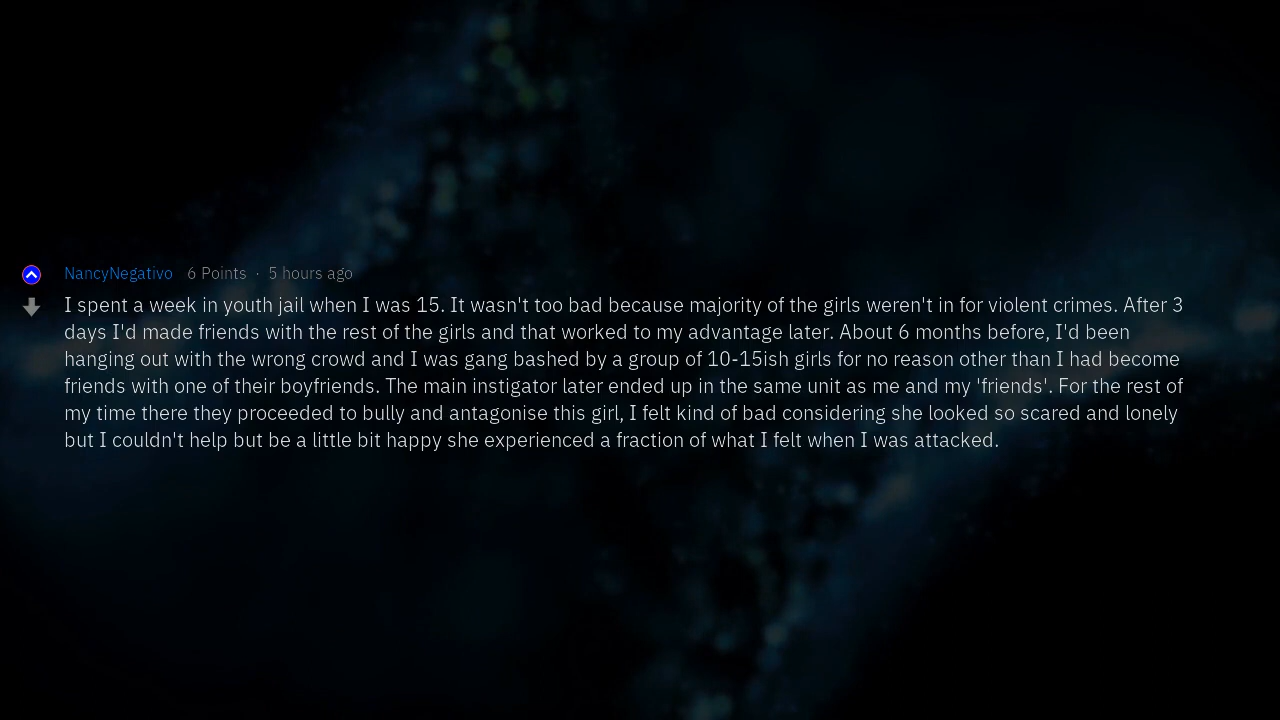 NancyNegativo 6 Points · 5 hours ago
I spent a week in youth jail when I was 15. It wasn't too bad because majority of the girls weren't in for violent crimes. After 3
days I'd made friends with the rest of the girls and that worked to my advantage later. About 6 months before, I'd been
hanging out with the wrong crowd and I was gang bashed by a group of 10-15ish girls for no reason other than I had become
friends with one of their boyfriends. The main instigator later ended up in the same unit as me and my 'friends'. For the rest of
my time there they proceeded to bully and antagonise this girl, I felt kind of bad considering she looked so scared and lonely
but I couldn't help but be a little bit happy she experienced a fraction of what I felt when I was attacked.